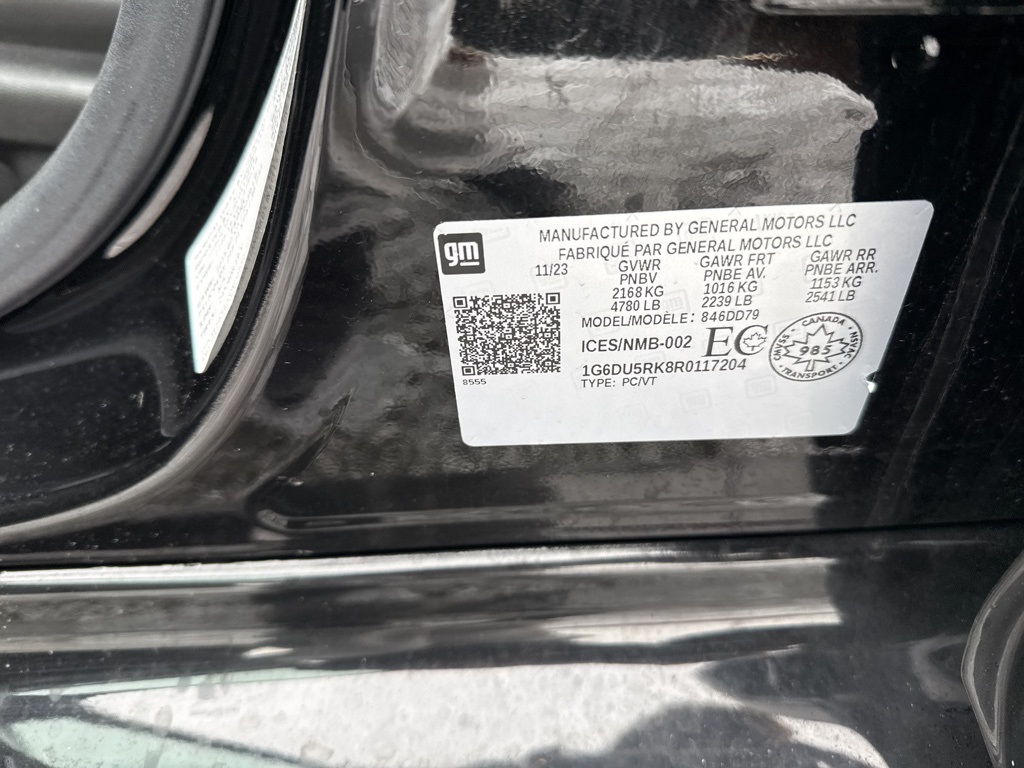 gm
MANUFACTURED BY GENERAL MOTORS LLC
FABRIQUÉ PAR GENERAL MOTORS LLC
11/23
GVWR GAWR FRT GAWR RR
PNBV PNBE AV. PNBE ARR.
2168 KG 1016 KG 1153 KG
4780 LB 2239 LB 2541 LB
MODEL/MODÈLE: 846DD79
ICES/NMB-002 EC
CANADA
985
TRANSPORT
1G6DU5RK8R0117204
TYPE: PC/VT
8555